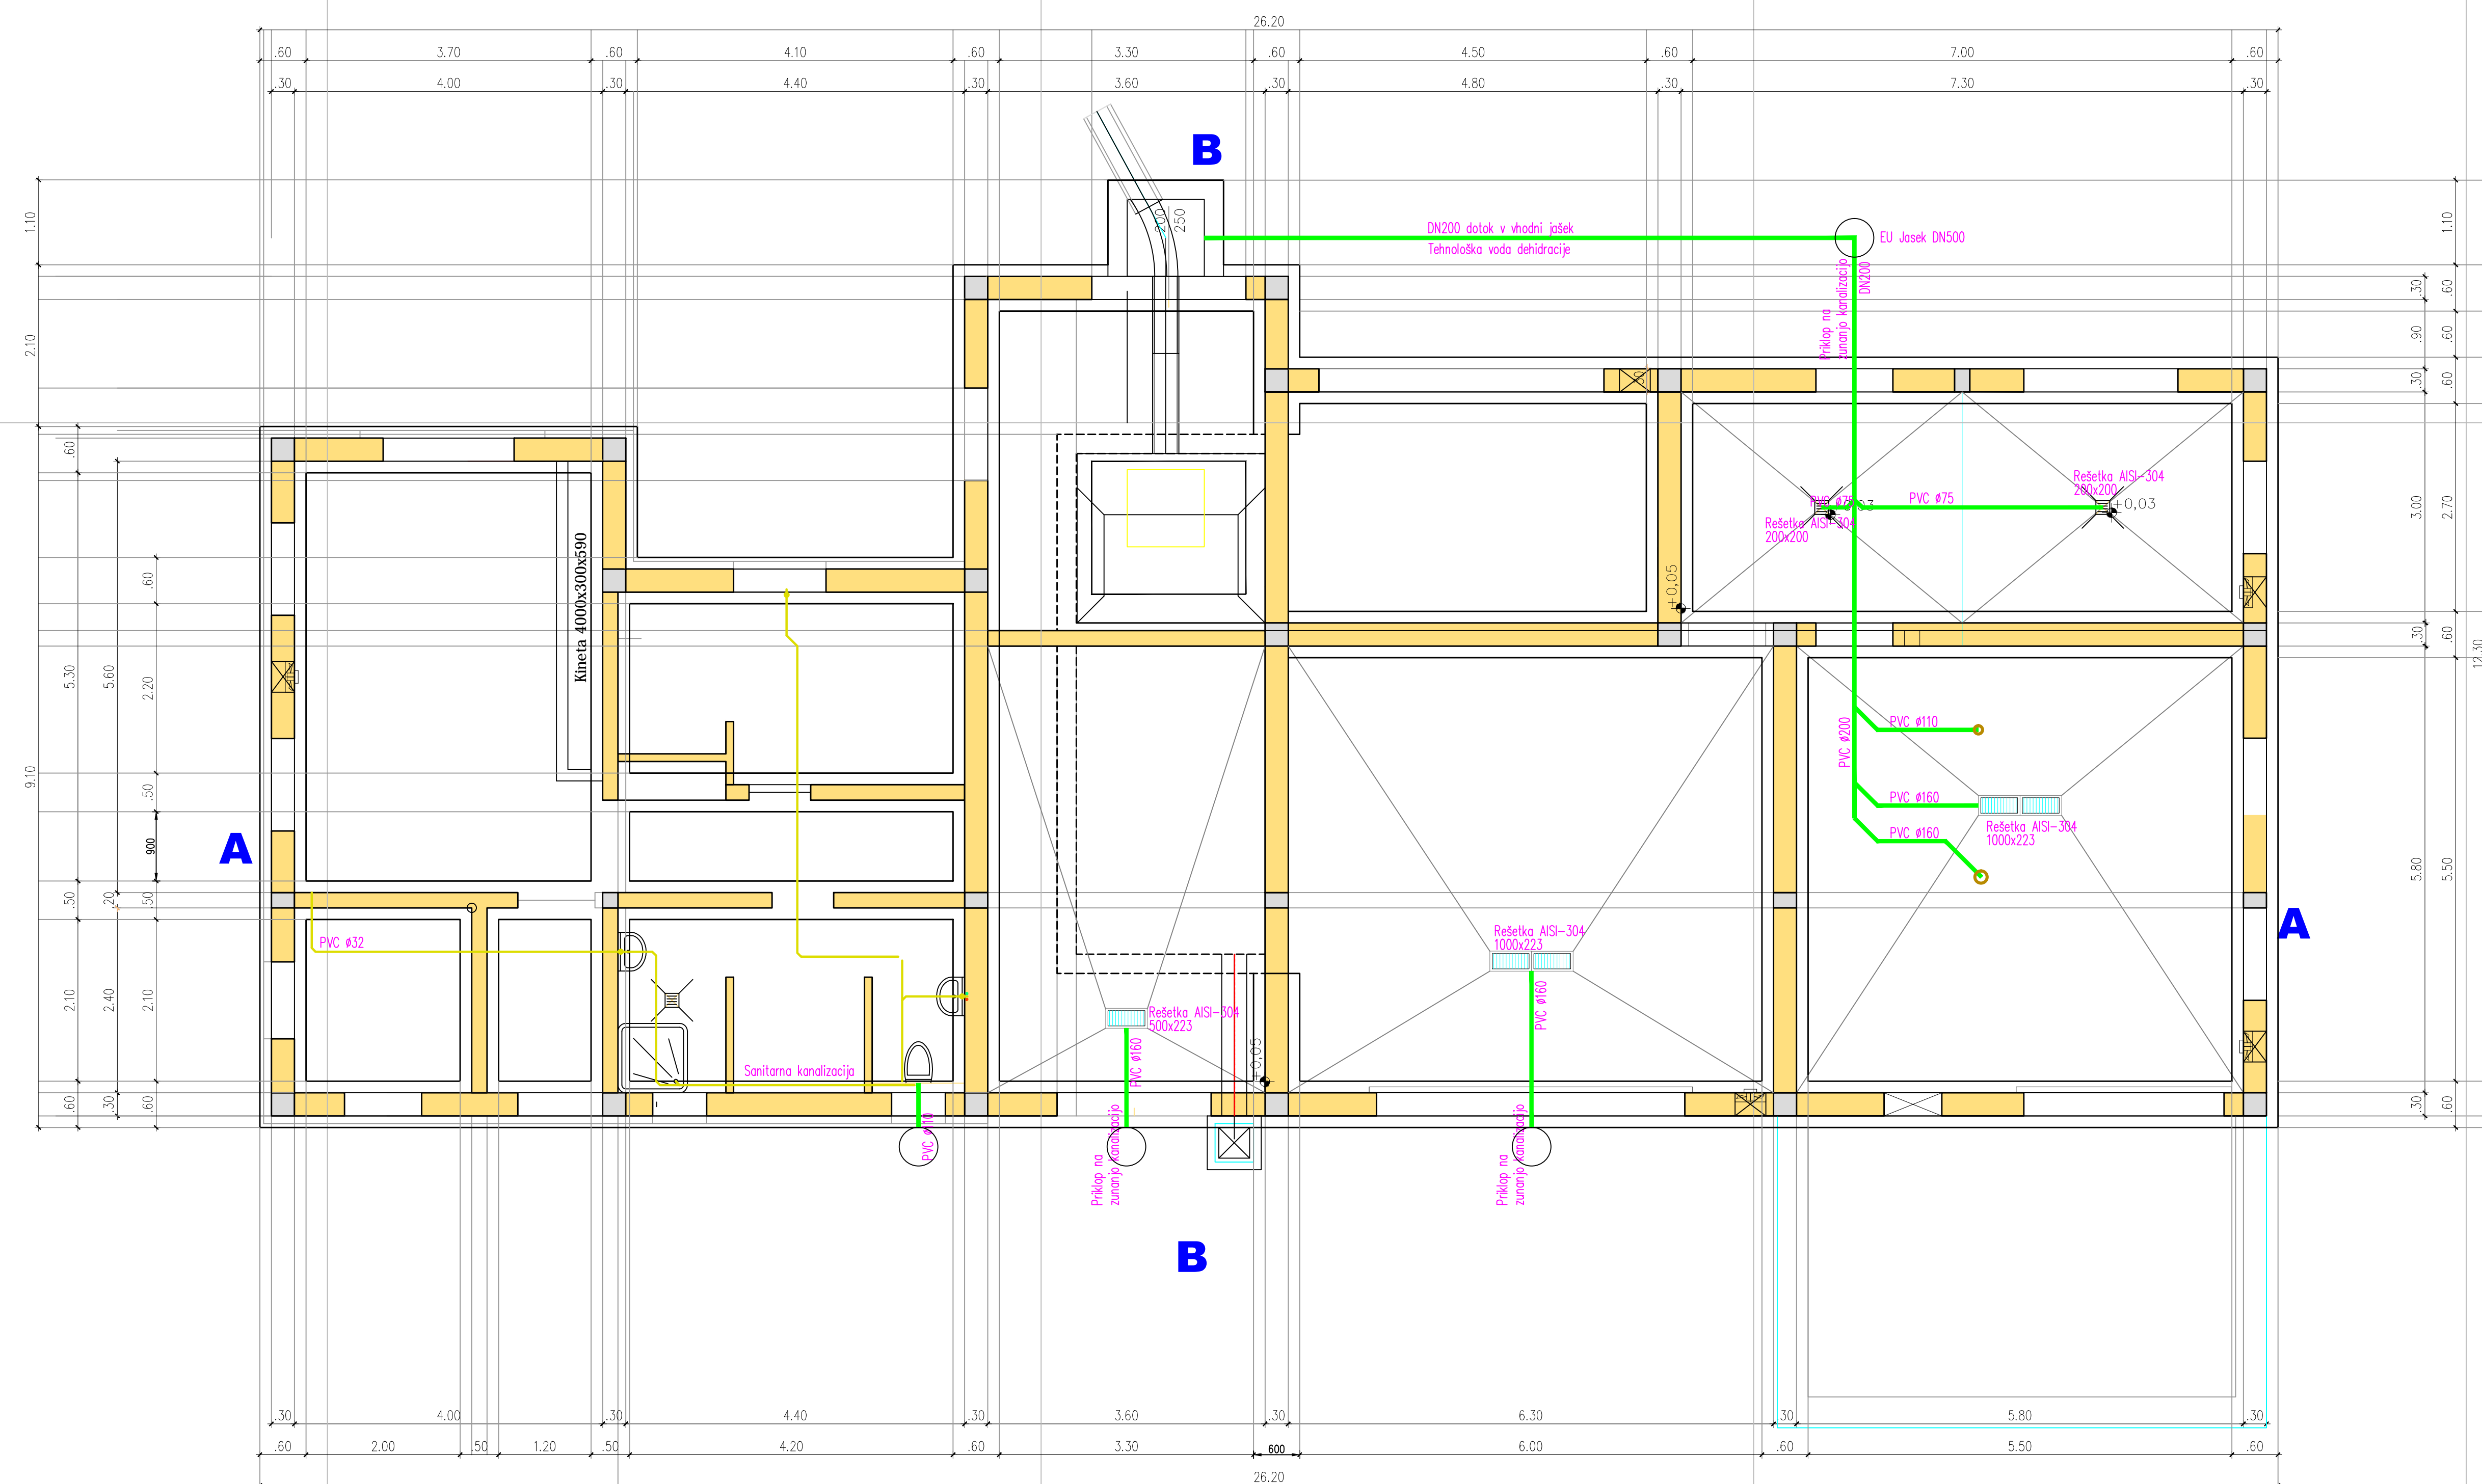 26.20
.60
3.70
.60
4.10
.60
3.30
.60
4.50
.60
7.00
.60
.30
4.00
.30
4.40
.30
3.60
.30
4.80
.30
7.30
.30
B
1.10
2.10
9.10
200
250
DN200 dotok v vhodni jašek
Tehnološka voda dehidracije
EU Jasek DN500
Priklop na
zunanjo kanalizacijo
DN200
1.10
.30
.60
.90
.60
.30
.60
3.00
2.70
.30
.60
12.30
5.80
5.50
.30
.60
.60
5.30
.50
2.10
.60
5.60
.20
2.40
.30
.60
2.20
.50
900
.50
2.10
.60
Kineta 4000x300x590
30
PVC ø75
PVC ø75
Rešetka AISI-304
200x200
+0,03
Rešetka AISI-304
200x200
+0,05
PVC ø110
PVC ø200
PVC ø160
Rešetka AISI-304
1000x223
PVC ø160
A
A
PVC ø32
Rešetka AISI-304
1000x223
PVC ø160
Rešetka AISI-304
500x223
PVC ø160
+0,05
Sanitarna kanalizacija
PVC ø110
Priklop na
zunanjo kanalizacijo
Priklop na
zunanjo kanalizacijo
B
.30
4.00
.30
4.40
.30
3.60
.30
6.30
.30
5.80
.30
.60
2.00
.50
1.20
.50
4.20
.60
3.30
600
6.00
.60
5.50
.60
26.20